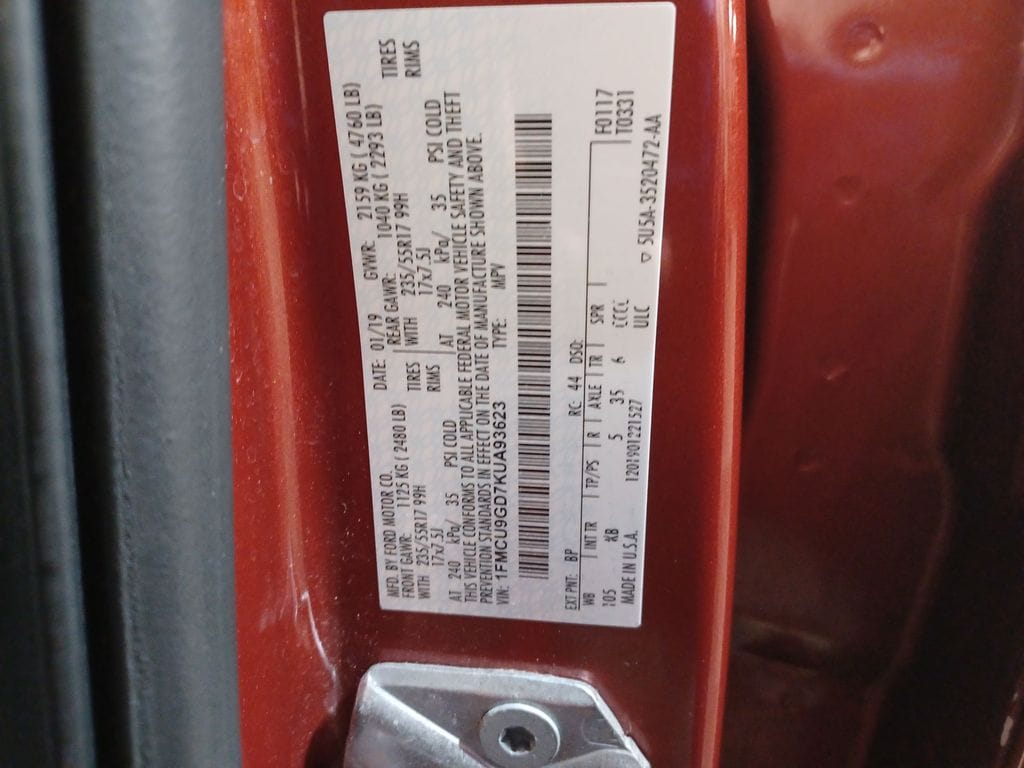 MFD. BY FORD MOTOR CO.
DATE: 01/19 GVWR: 2159 KG ( 4760 LB)
FRONT GAWR: 1125 KG ( 2480 LB) REAR GAWR: 1040 KG ( 2293 LB)
WITH 235/55R17 99H TIRES WITH 235/55R17 99H TIRES
17x7.5J RIMS 17x7.5J RIMS
AT 240 kPa/ 35 PSI COLD AT 240 kPa/ 35 PSI COLD
THIS VEHICLE CONFORMS TO ALL APPLICABLE FEDERAL MOTOR VEHICLE SAFETY AND THEFT
PREVENTION STANDARDS IN EFFECT ON THE DATE OF MANUFACTURE SHOWN ABOVE.
VIN: 1FMCU9GD7KUA93623 TYPE: MPV
EXT PNT: BP RC: 44 DSO: F0117
WB INT TR TP/PS R AXLE TR SPR T0331
105 KB 5 35 6
MADE IN U.S.A. 1201901221527 ULC ▽ 5U5A-3520472-AA